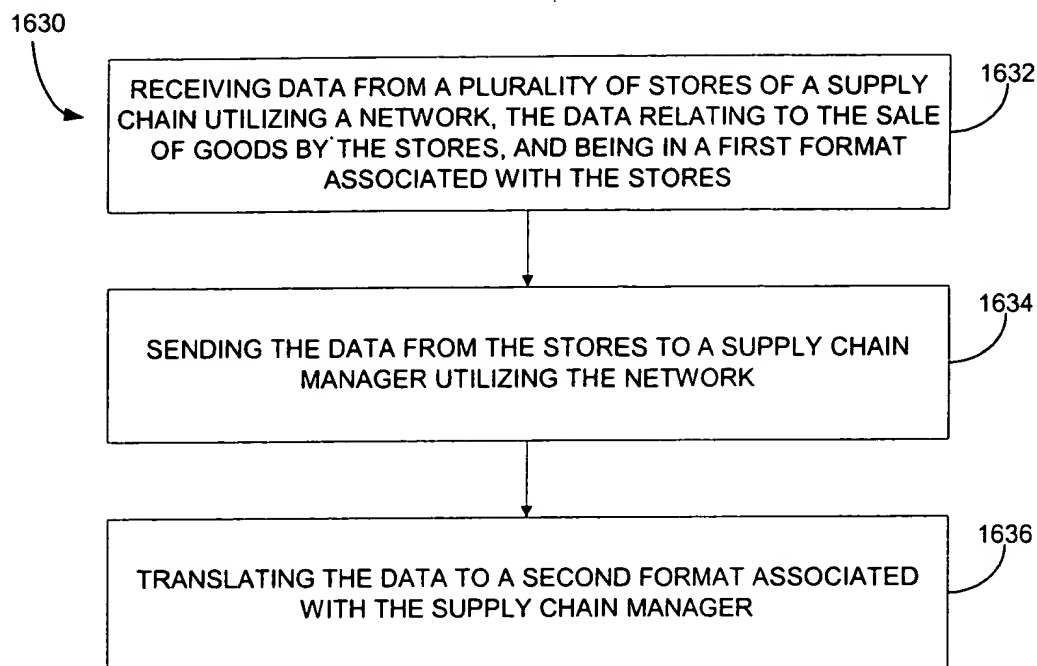 1630
RECEIVING DATA FROM A PLURALITY OF STORES OF A SUPPLY
CHAIN UTILIZING A NETWORK, THE DATA RELATING TO THE SALE
OF GOODS BY THE STORES, AND BEING IN A FIRST FORMAT
ASSOCIATED WITH THE STORES
1632
SENDING THE DATA FROM THE STORES TO A SUPPLY CHAIN
MANAGER UTILIZING THE NETWORK
1634
TRANSLATING THE DATA TO A SECOND FORMAT ASSOCIATED
WITH THE SUPPLY CHAIN MANAGER
1636